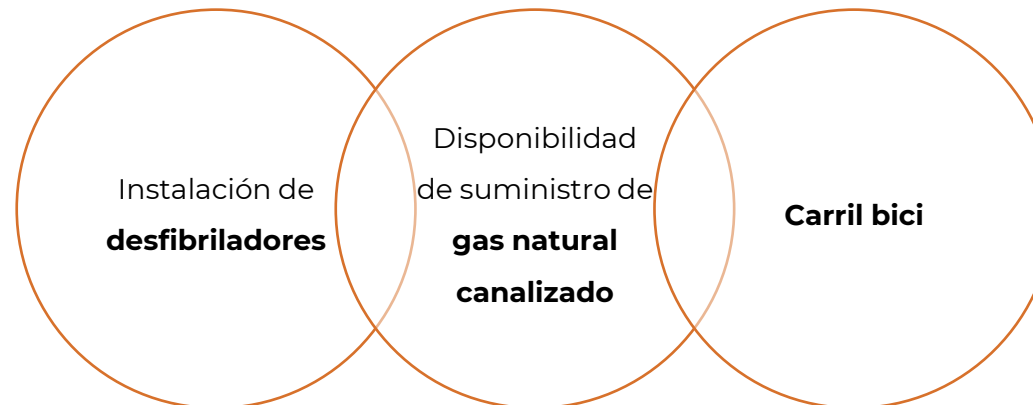 Instalación de
desfibriladores
Disponibilidad
de suministro de
gas natural
canalizado
Carril bici